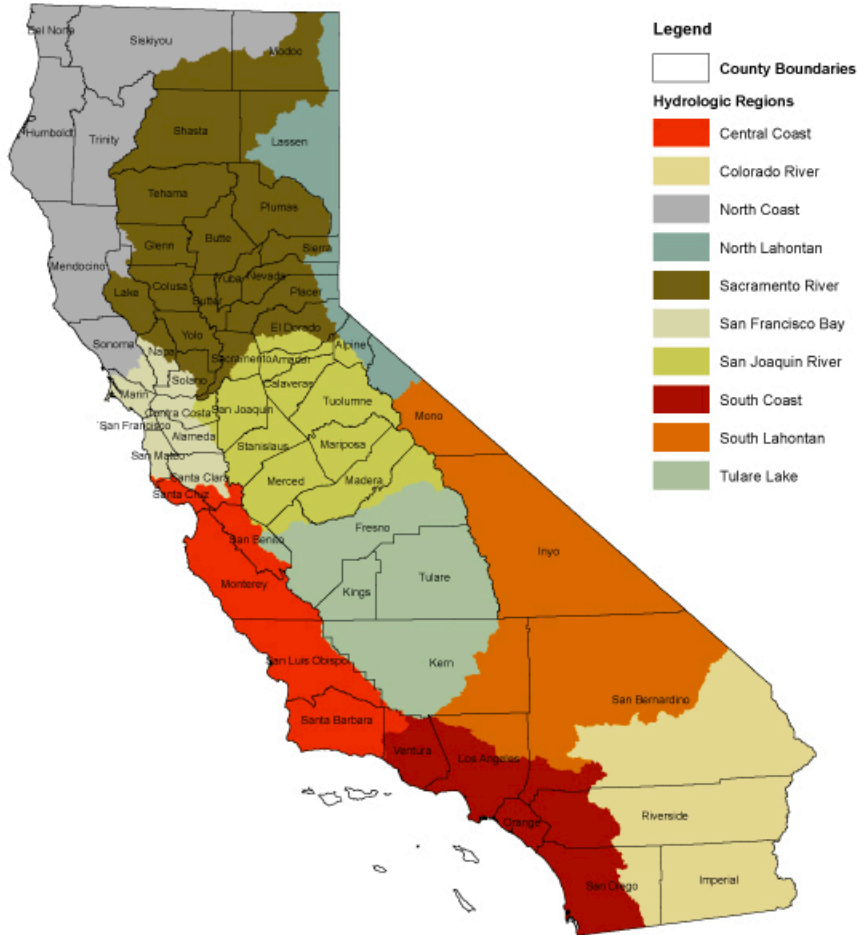 Legend
County Boundaries
Hydrologic Regions
Central Coast
Colorado River
North Coast
North Lahontan
Sacramento River
San Francisco Bay
San Joaquin River
South Coast
South Lahontan
Tulare Lake
Del Norte
Siskiyou
Modoc
Humboldt
Trinity
Shasta
Lassen
Tehama
Plumas
Mendocino
Glenn
Butte
Sierra
Lake
Colusa
Sutter
Yuba
Nevada
Placer
Sonoma
Napa
Yolo
El Dorado
Solano
Sacramento
Amador
Alpine
Marin
Contra Costa
San Joaquin
Calaveras
Tuolumne
Mono
San Francisco
Alameda
Stanislaus
Mariposa
San Mateo
Santa Clara
Merced
Madera
Santa Cruz
San Benito
Fresno
Monterey
Kings
Tulare
Inyo
San Luis Obispo
Kern
Santa Barbara
San Bernardino
Ventura
Los Angeles
Orange
Riverside
San Diego
Imperial